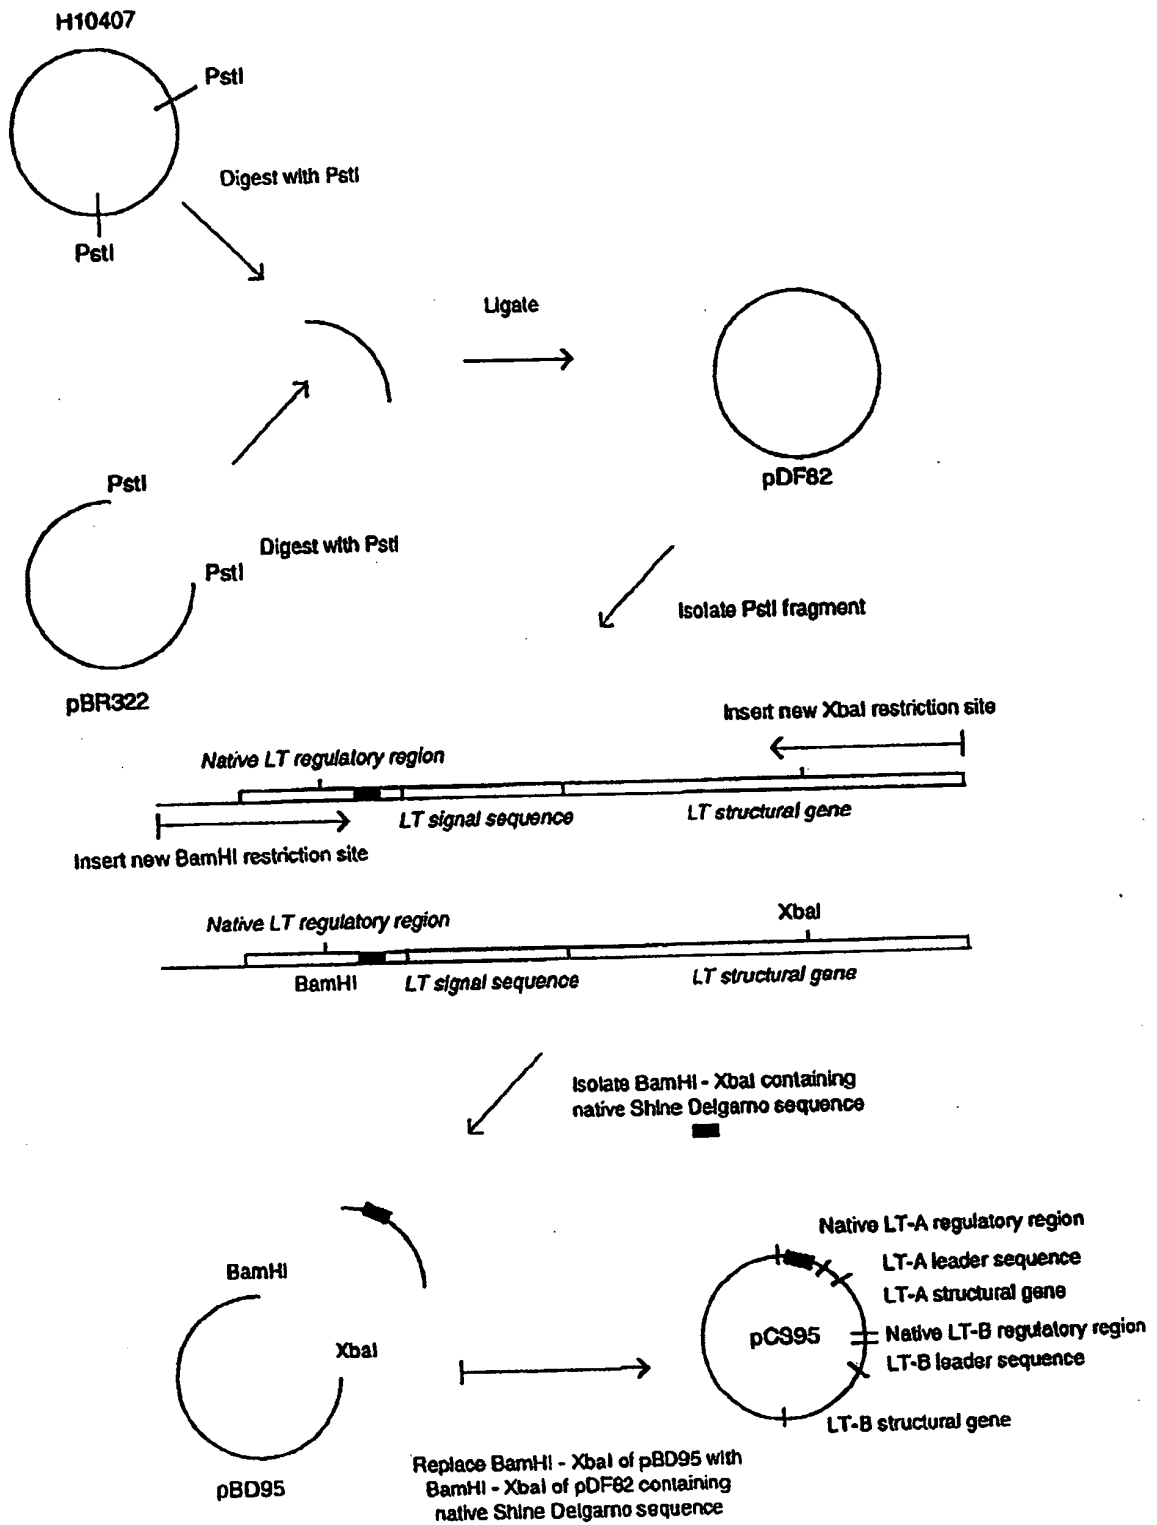 H10407
PstI
Digest with PstI
PstI
Ligate
pDF82
PstI
Digest with PstI
PstI
Isolate PstI fragment
pBR322
Insert new XbaI restriction site
Native LT regulatory region
LT signal sequence
LT structural gene
Insert new BamHI restriction site
Native LT regulatory region
XbaI
BamHI
LT signal sequence
LT structural gene
Isolate BamHI - XbaI containing
native Shine Delgarno sequence
BamHI
XbaI
pBD95
Native LT-A regulatory region
LT-A leader sequence
LT-A structural gene
pCS95
Native LT-B regulatory region
LT-B leader sequence
LT-B structural gene
Replace BamHI - XbaI of pBD95 with
BamHI - XbaI of pDF82 containing
native Shine Delgarno sequence